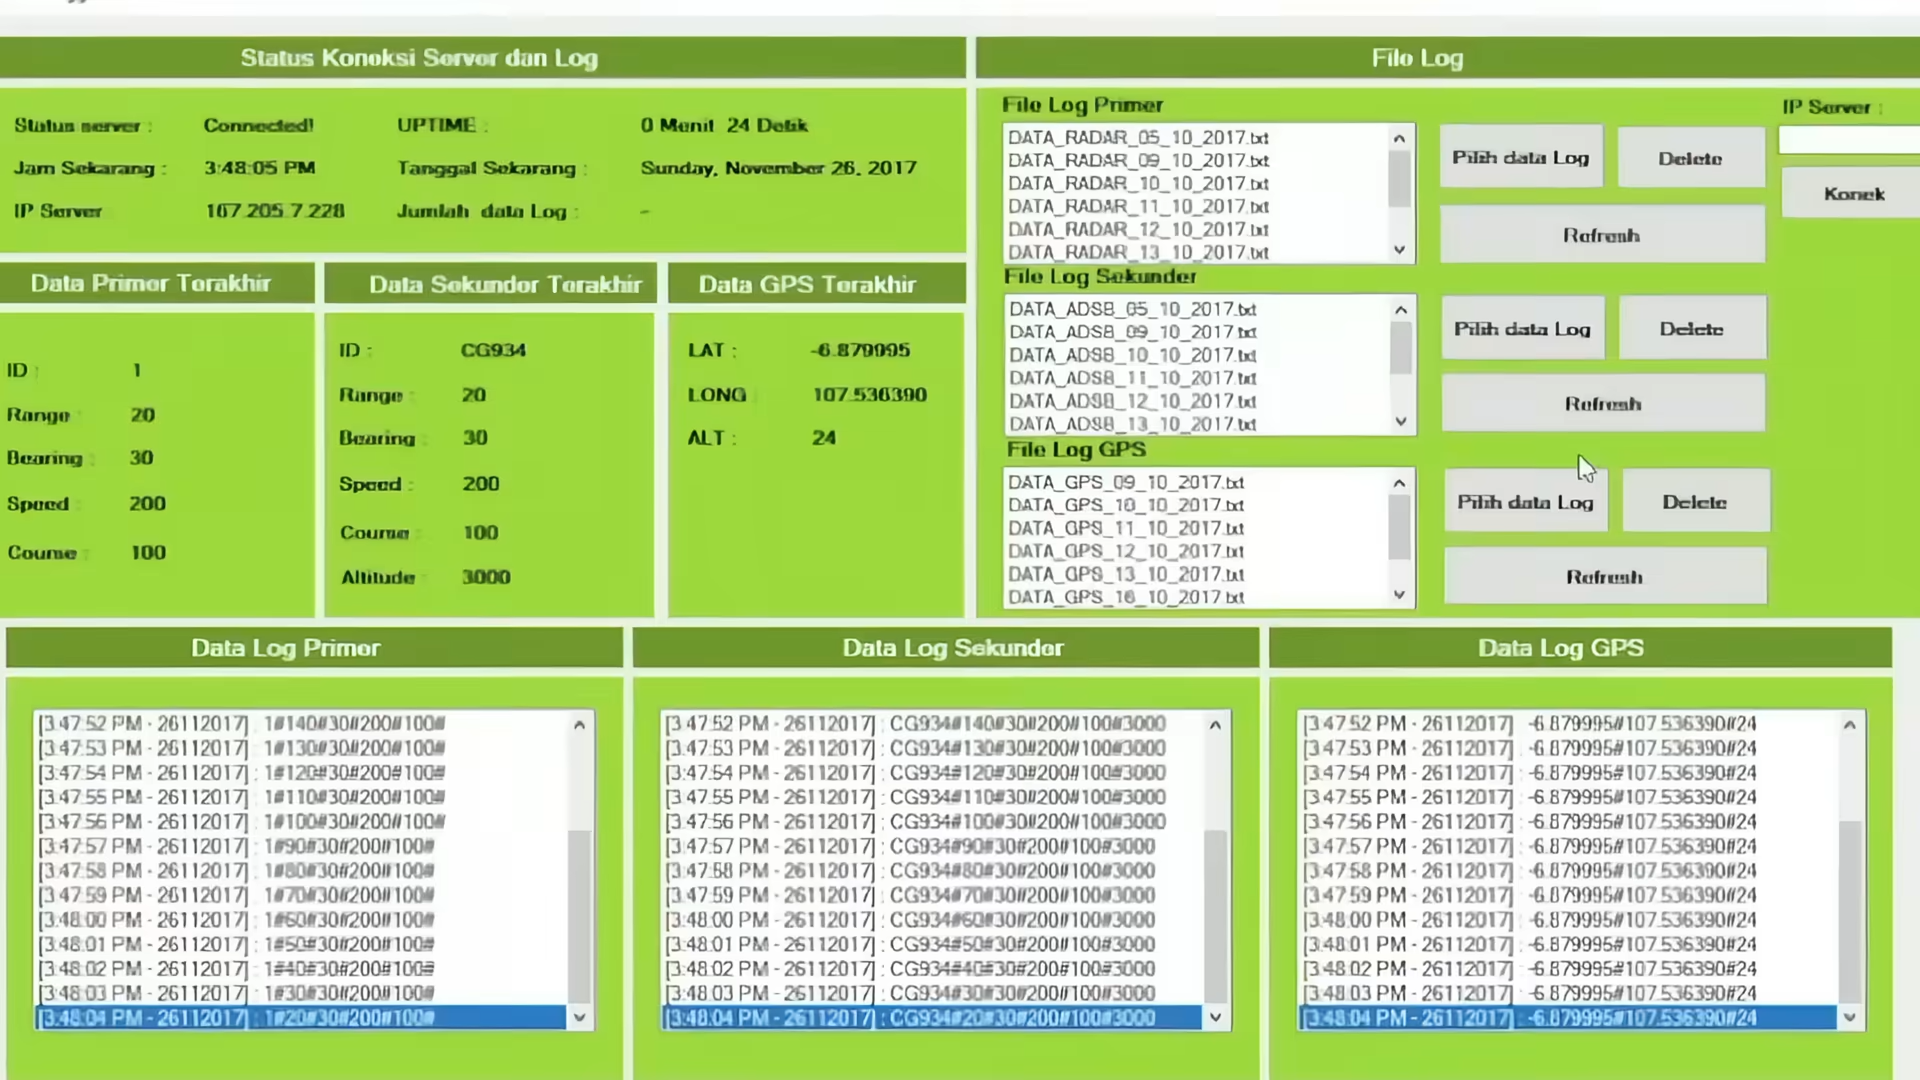 Status Koneksi Server dan Log
Status server : Connected! UPTIME : 0 Menit 24 Detik
Jam Sekarang : 3:48:05 PM Tanggal Sekarang : Sunday, November 26, 2017
IP Server 167.205.7.228 Jumlah data Log : -
Data Primer Terakhir
ID : 1
Range : 20
Bearing : 30
Speed : 200
Course : 100
Data Sekunder Terakhir
ID : CG934
Range : 20
Bearing : 30
Speed : 200
Course : 100
Altitude : 3000
Data GPS Terakhir
LAT : -6.879995
LONG : 107.536390
ALT : 24
File Log
File Log Primer
DATA_RADAR_05_10_2017.txt
DATA_RADAR_09_10_2017.txt
DATA_RADAR_10_10_2017.txt
DATA_RADAR_11_10_2017.txt
DATA_RADAR_12_10_2017.txt
DATA_RADAR_13_10_2017.txt
Pilih data Log Delete
Refresh
IP Server :
Konek
File Log Sekunder
DATA_ADSB_05_10_2017.txt
DATA_ADSB_09_10_2017.txt
DATA_ADSB_10_10_2017.txt
DATA_ADSB_11_10_2017.txt
DATA_ADSB_12_10_2017.txt
DATA_ADSB_13_10_2017.txt
Pilih data Log Delete
Refresh
File Log GPS
DATA_GPS_09_10_2017.txt
DATA_GPS_10_10_2017.txt
DATA_GPS_11_10_2017.txt
DATA_GPS_12_10_2017.txt
DATA_GPS_13_10_2017.txt
DATA_GPS_16_10_2017.txt
Pilih data Log Delete
Refresh
Data Log Primer
[3:47:52 PM - 26112017] : 1#140#30#200#100#
[3:47:53 PM - 26112017] : 1#130#30#200#100#
[3:47:54 PM - 26112017] : 1#120#30#200#100#
[3:47:55 PM - 26112017] : 1#110#30#200#100#
[3:47:56 PM - 26112017] : 1#100#30#200#100#
[3:47:57 PM - 26112017] : 1#90#30#200#100#
[3:47:58 PM - 26112017] : 1#80#30#200#100#
[3:47:59 PM - 26112017] : 1#70#30#200#100#
[3:48:00 PM - 26112017] : 1#60#30#200#100#
[3:48:01 PM - 26112017] : 1#50#30#200#100#
[3:48:02 PM - 26112017] : 1#40#30#200#100#
[3:48:03 PM - 26112017] : 1#30#30#200#100#
[3:48:04 PM - 26112017] : 1#20#30#200#100#
Data Log Sekunder
[3:47:52 PM - 26112017] : CG934#140#30#200#100#3000
[3:47:53 PM - 26112017] : CG934#130#30#200#100#3000
[3:47:54 PM - 26112017] : CG934#120#30#200#100#3000
[3:47:55 PM - 26112017] : CG934#110#30#200#100#3000
[3:47:56 PM - 26112017] : CG934#100#30#200#100#3000
[3:47:57 PM - 26112017] : CG934#90#30#200#100#3000
[3:47:58 PM - 26112017] : CG934#80#30#200#100#3000
[3:47:59 PM - 26112017] : CG934#70#30#200#100#3000
[3:48:00 PM - 26112017] : CG934#60#30#200#100#3000
[3:48:01 PM - 26112017] : CG934#50#30#200#100#3000
[3:48:02 PM - 26112017] : CG934#40#30#200#100#3000
[3:48:03 PM - 26112017] : CG934#30#30#200#100#3000
[3:48:04 PM - 26112017] : CG934#20#30#200#100#3000
Data Log GPS
[3:47:52 PM - 26112017] : -6.879995#107.536390#24
[3:47:53 PM - 26112017] : -6.879995#107.536390#24
[3:47:54 PM - 26112017] : -6.879995#107.536390#24
[3:47:55 PM - 26112017] : -6.879995#107.536390#24
[3:47:56 PM - 26112017] : -6.879995#107.536390#24
[3:47:57 PM - 26112017] : -6.879995#107.536390#24
[3:47:58 PM - 26112017] : -6.879995#107.536390#24
[3:47:59 PM - 26112017] : -6.879995#107.536390#24
[3:48:00 PM - 26112017] : -6.879995#107.536390#24
[3:48:01 PM - 26112017] : -6.879995#107.536390#24
[3:48:02 PM - 26112017] : -6.879995#107.536390#24
[3:48:03 PM - 26112017] : -6.879995#107.536390#24
[3:48:04 PM - 26112017] : -6.879995#107.536390#24